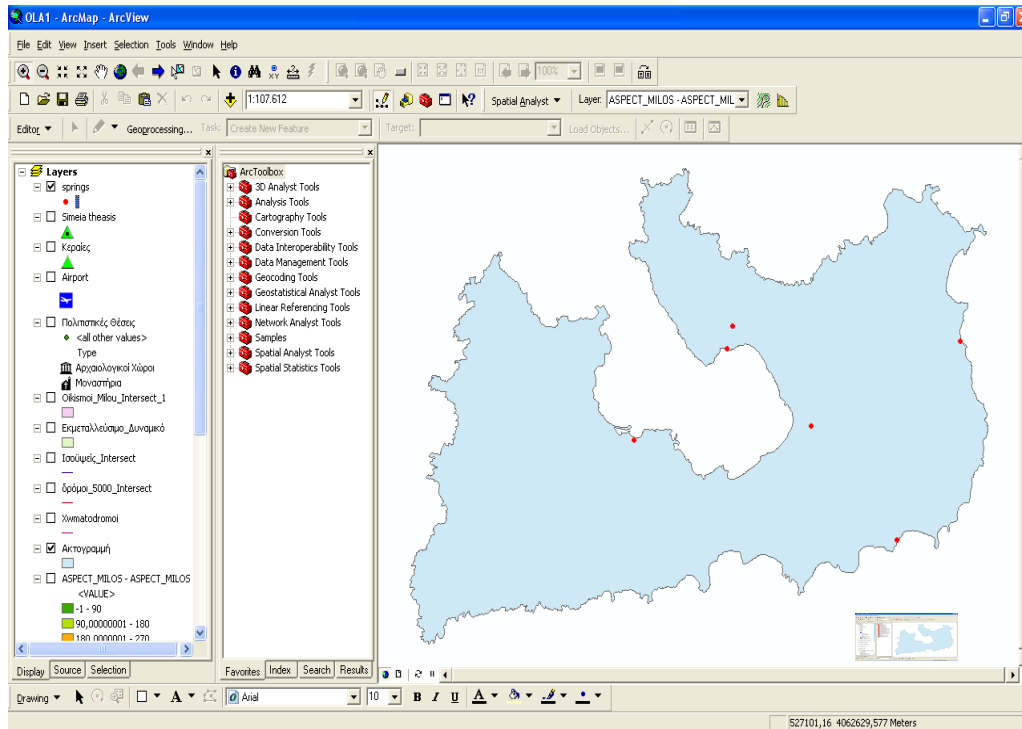 OLA1 - ArcMap - ArcView
File Edit View Insert Selection Tools Window Help
100%
1:107.612
Spatial Analyst
Layer: ASPECT_MILOS - ASPECT_MIL
Editor
Geoprocessing...
Task: Create New Feature
Target:
Load Objects...
Layers
springs
Simeia theasis
Κεραίες
Airport
Πολιτιστικές Θέσεις
<all other values>
Type
Αρχαιολογικοί Χώροι
Μοναστήρια
Oikismoi_Milou_Intersect_1
Εκμεταλλεύσιμο_Δυναμικό
Ισοϋψείς_Intersect
δρόμοι_5000_Intersect
Xwmatodromoi
Ακτογραμμή
ASPECT_MILOS - ASPECT_MILOS
<VALUE>
-1 - 90
90,00000001 - 180
180,0000001 - 270
Display Source Selection
ArcToolbox
3D Analyst Tools
Analysis Tools
Cartography Tools
Conversion Tools
Data Interoperability Tools
Data Management Tools
Geocoding Tools
Geostatistical Analyst Tools
Linear Referencing Tools
Network Analyst Tools
Samples
Spatial Analyst Tools
Spatial Statistics Tools
Favorites Index Search Results
Drawing
A
Arial
10
B I U A
527101,16 4062629,577 Meters